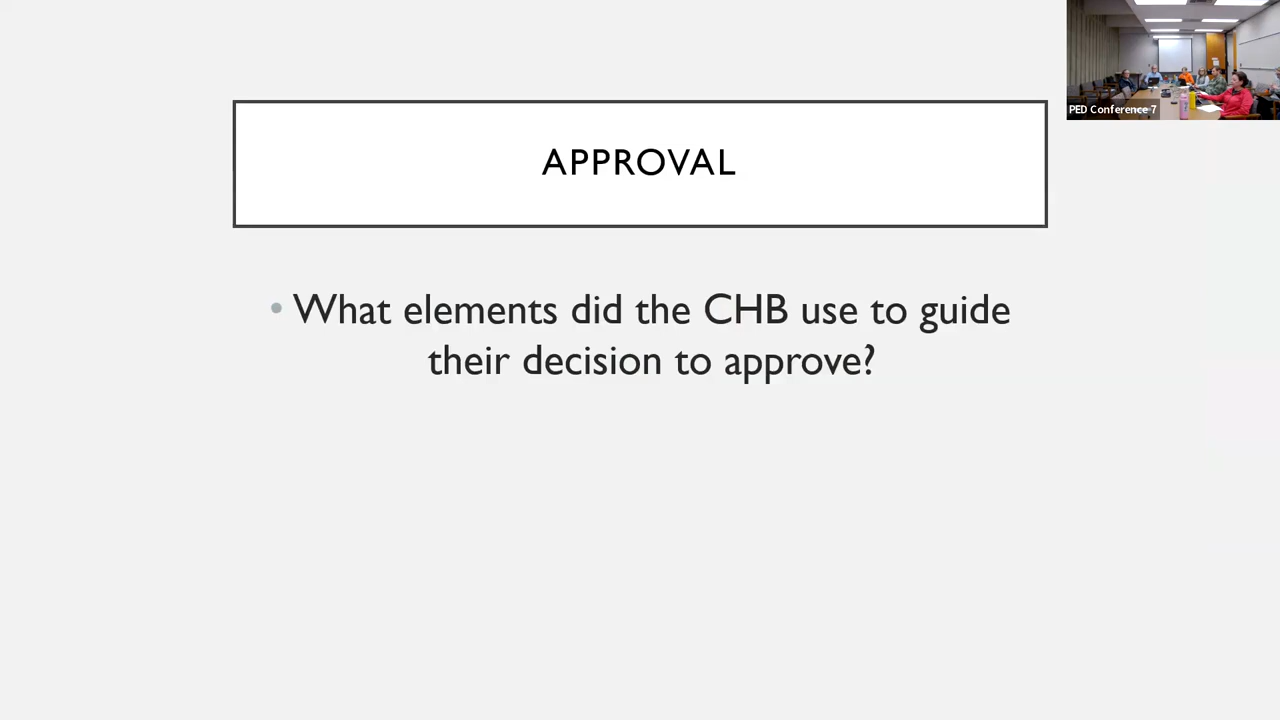 PED Conference 7
APPROVAL
• What elements did the CHB use to guide
their decision to approve?